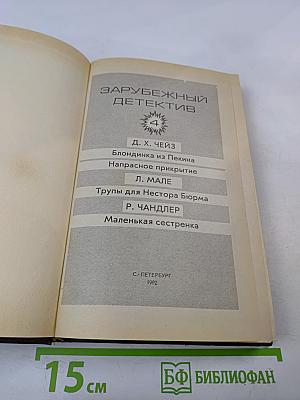 ЗАРУБЕЖНЫЙ
ДЕТЕКТИВ
4
Д. Х. ЧЕЙЗ
Блондинка из Пекина
Напрасное прикрытие
Л. МАЛЕ
Трупы для Нестора Бюрма
Р. ЧАНДЛЕР
Маленькая сестренка
С.-ПЕТЕРБУРГ
1992
15 см
БФ БИБЛИОФАН